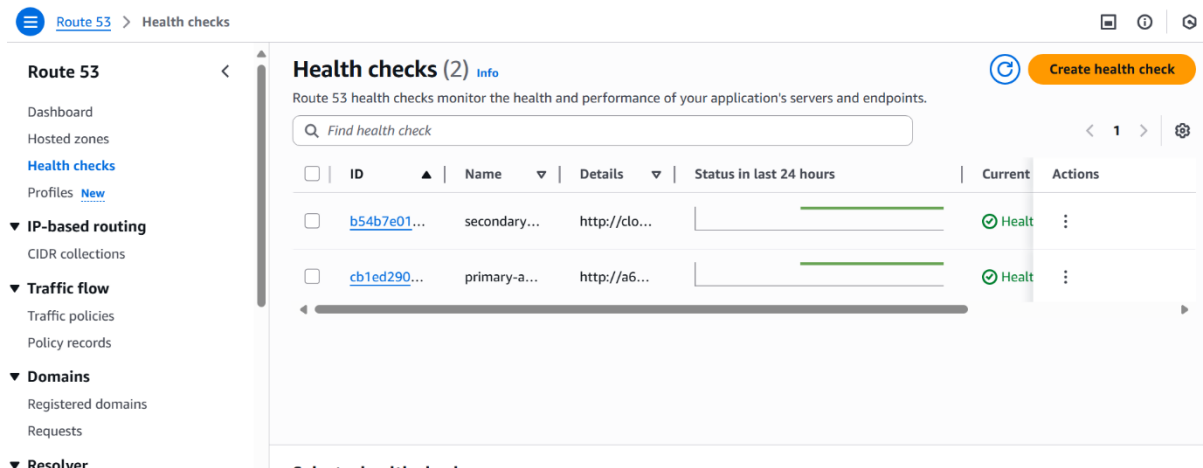 Route 53 > Health checks
Route 53
Dashboard
Hosted zones
Health checks
Profiles New
IP-based routing
CIDR collections
Traffic flow
Traffic policies
Policy records
Domains
Registered domains
Requests
Resolver
Health checks (2) Info
Create health check
Route 53 health checks monitor the health and performance of your application's servers and endpoints.
Find health check
1
ID Name Details Status in last 24 hours Current Actions
b54b7e01... secondary... http://clo... Healt
cb1ed290... primary-a... http://a6... Healt